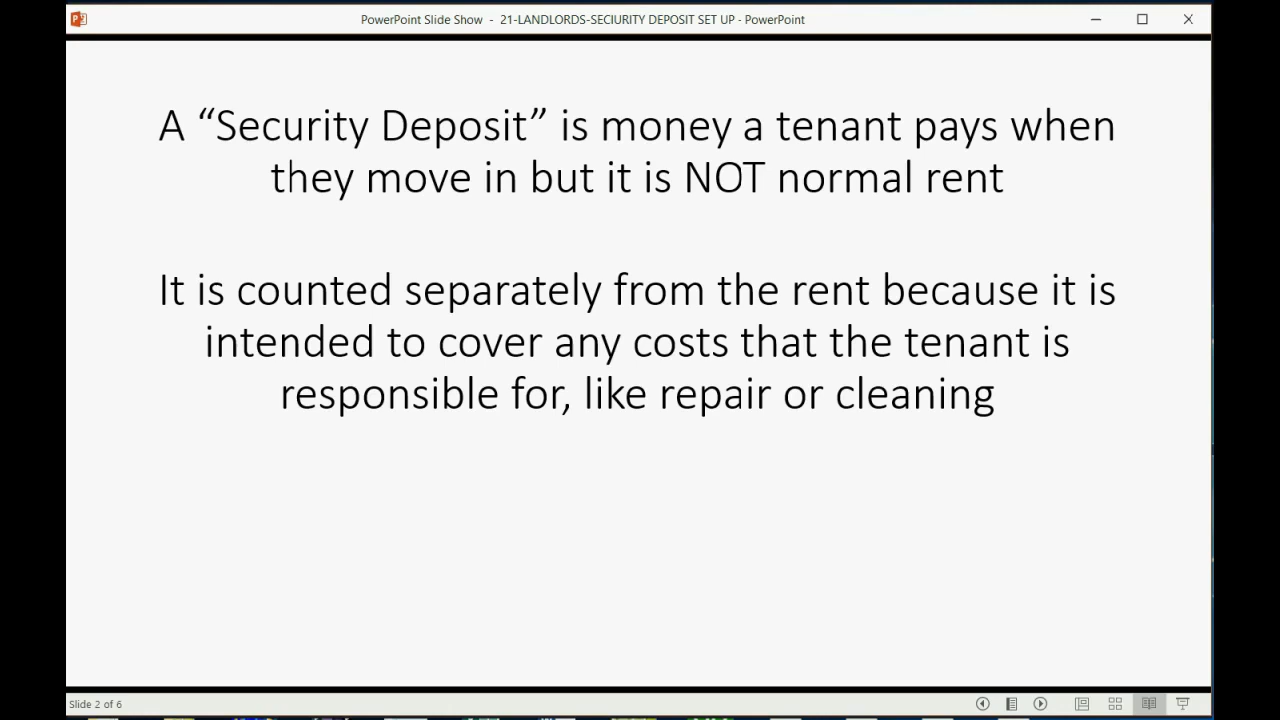 PowerPoint Slide Show - 21-LANDLORDS-SECIURITY DEPOSIT SET UP - PowerPoint
A “Security Deposit” is money a tenant pays when
they move in but it is NOT normal rent
It is counted separately from the rent because it is
intended to cover any costs that the tenant is
responsible for, like repair or cleaning
Slide 2 of 6